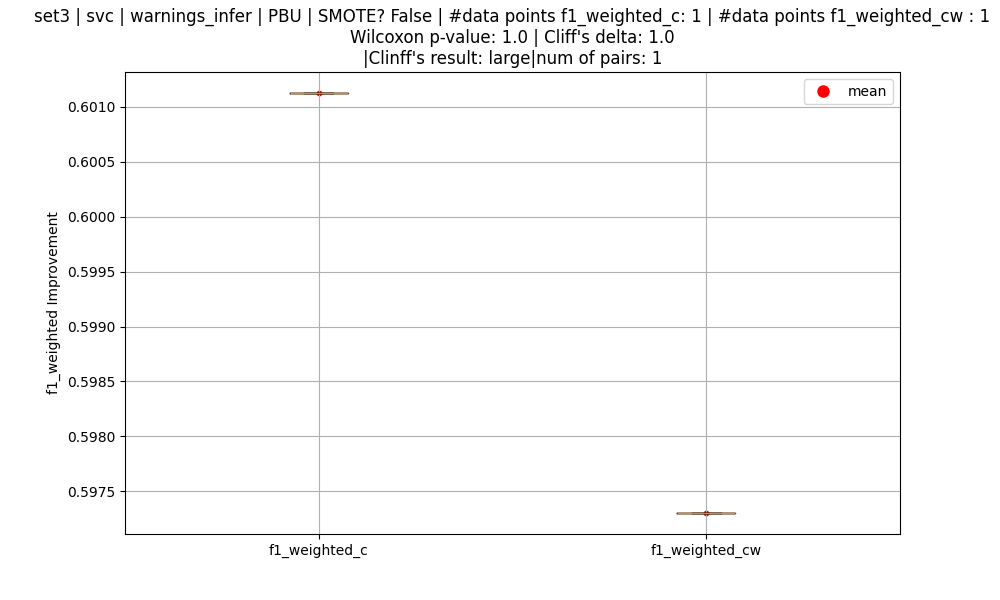 set3 | svc | warnings_infer | PBU | SMOTE? False | #data points f1_weighted_c: 1 | #data points f1_weighted_cw : 1
Wilcoxon p-value: 1.0 | Cliff's delta: 1.0
|Clinff's result: large|num of pairs: 1
mean
f1_weighted Improvement
0.6010
0.6005
0.6000
0.5995
0.5990
0.5985
0.5980
0.5975
f1_weighted_c
f1_weighted_cw